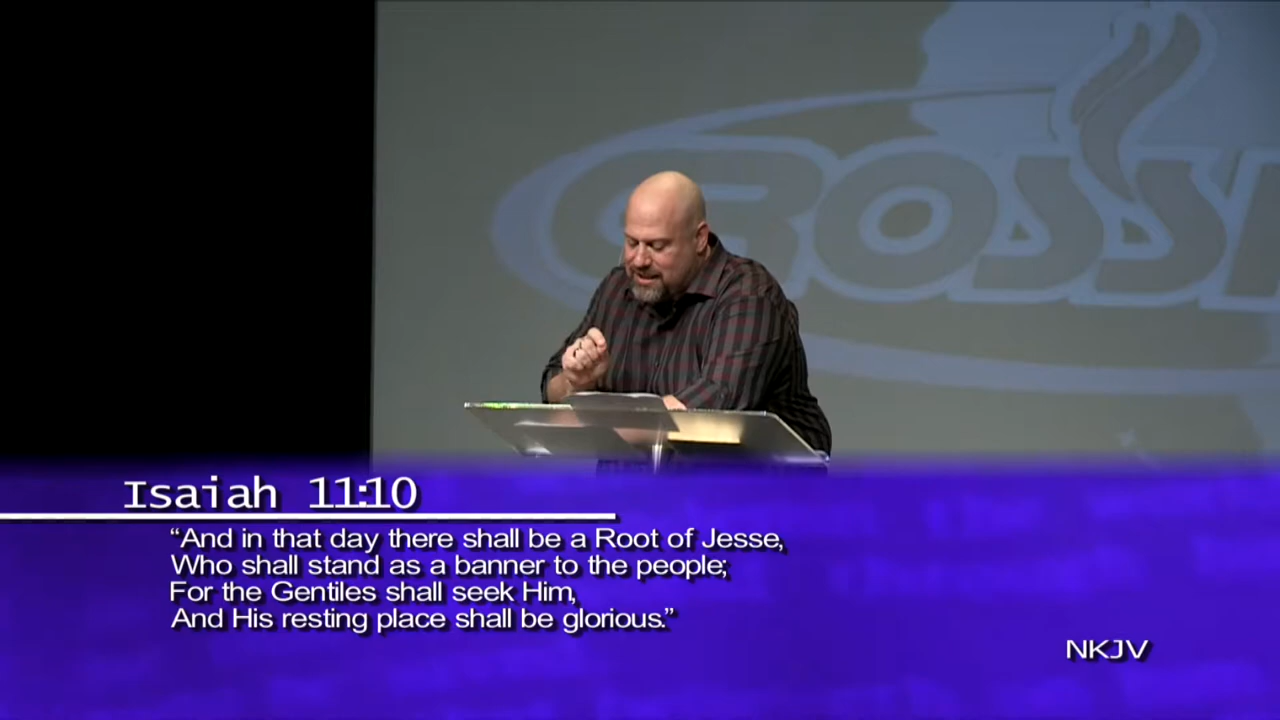 Isaiah 11:10
“And in that day there shall be a Root of Jesse,
Who shall stand as a banner to the people;
For the Gentiles shall seek Him,
And His resting place shall be glorious.”
NKJV